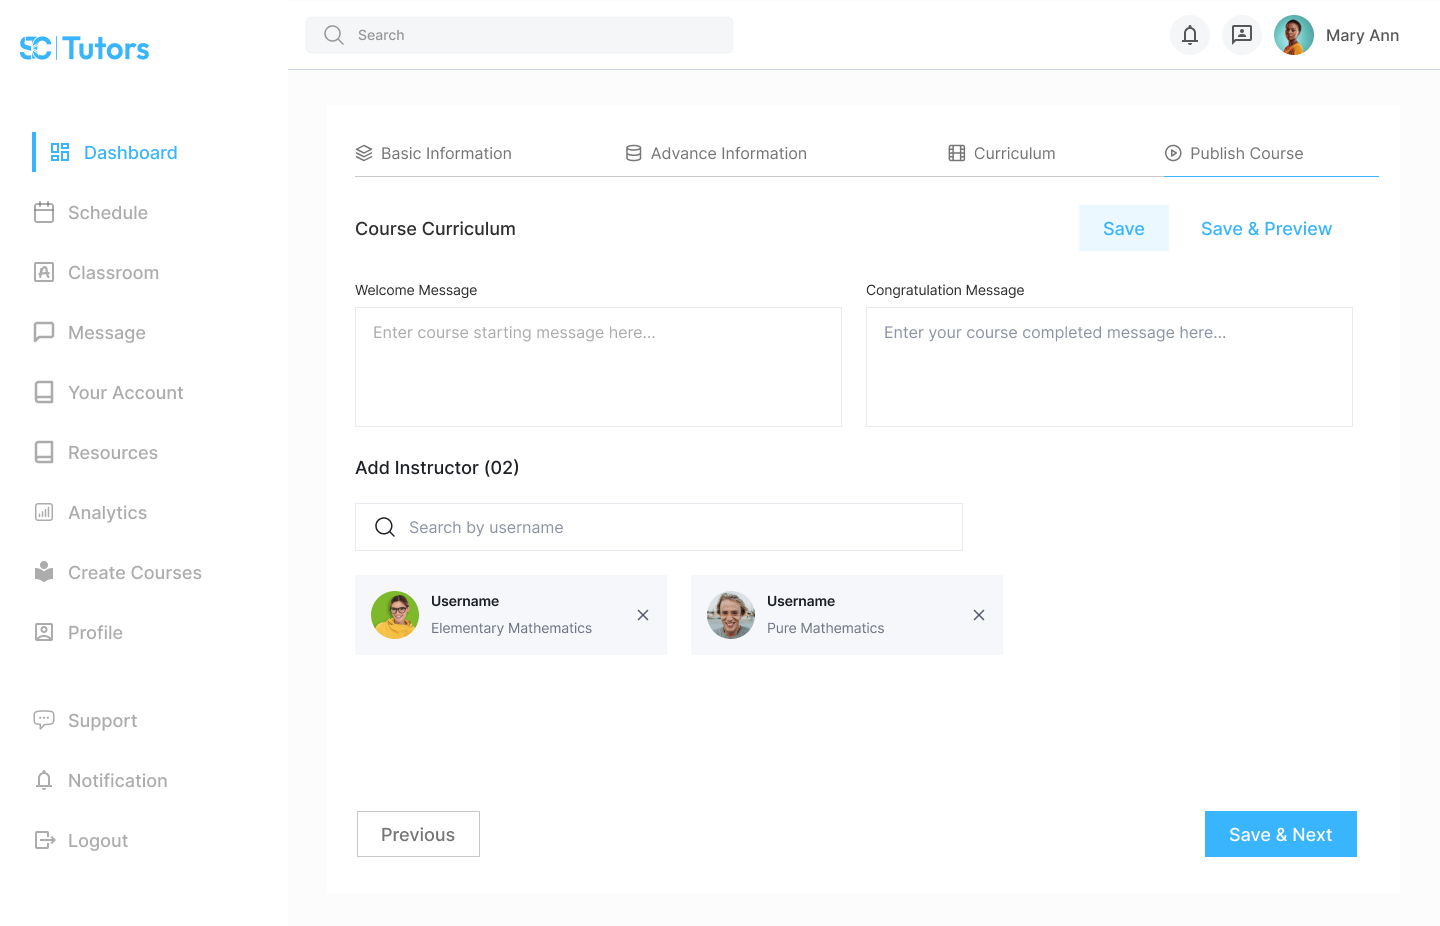 SC Tutors
Search
Mary Ann
Dashboard
Schedule
Classroom
Message
Your Account
Resources
Analytics
Create Courses
Profile
Support
Notification
Logout
Basic Information
Advance Information
Curriculum
Publish Course
Course Curriculum
Save
Save & Preview
Welcome Message
Congratulation Message
Enter course starting message here...
Enter your course completed message here...
Add Instructor (02)
Search by username
Username
Elementary Mathematics
Username
Pure Mathematics
Previous
Save & Next